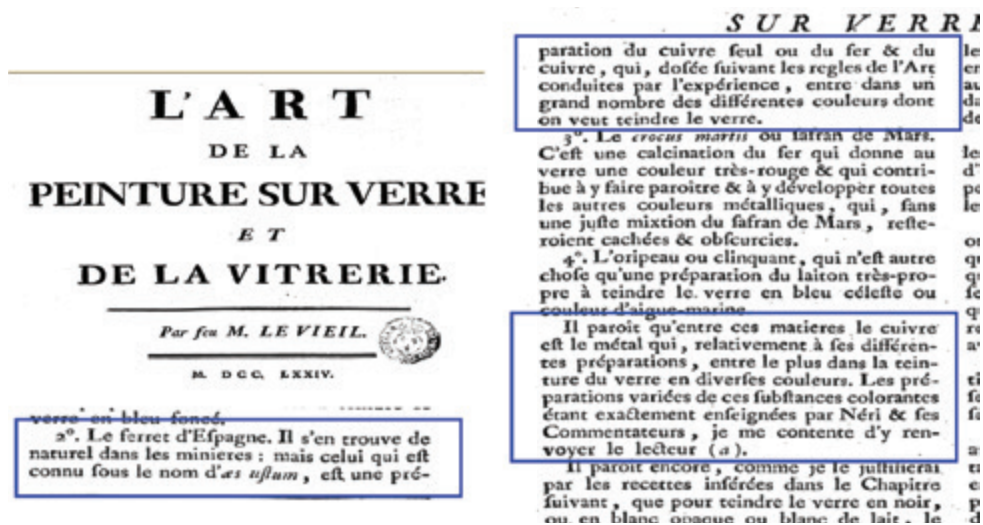 L'ART
DE LA
PEINTURE SUR VERRE
ET
DE LA VITRERIE.
Par feu M. LE VIEIL.
M. DCC. LXXIV.
verre en bleu foncé.
2°. Le ferret d'Eſpagne. Il s'en trouve de
naturel dans les minieres : mais celui qui eſt
connu ſous le nom d'æs uſtum, eſt une pré-
SUR VERRE
paration du cuivre ſeul ou du fer & du
cuivre, qui, doſée ſuivant les regles de l'Art
conduites par l'expérience, entre dans un
grand nombre des différentes couleurs dont
on veut teindre le verre.
3°. Le crocus martis ou ſafran de Mars.
C'eſt une calcination du fer qui donne au
verre une couleur très-rouge & qui contri-
bue à y faire paroître & à y développer toutes
les autres couleurs métalliques, qui, ſans
une juſte mixtion du ſafran de Mars, reſte-
roient cachées & obſcurcies.
4°. L'oripeau ou clinquant, qui n'eſt autre
choſe qu'une préparation du laiton très-pro-
pre à teindre le verre en bleu céleſte ou
couleur d'aigue-marine
Il paroît qu'entre ces matieres le cuivre
eſt le métal qui, relativement à ſes différen-
tes préparations, entre le plus dans la tein-
ture du verre en diverſes couleurs. Les pré-
parations variées de ces ſubſtances colorantes
étant exactement enſeignées par Néri & ſes
Commentateurs, je me contente d'y ren-
voyer le lecteur (a).
Il paroît encore, comme je le juſtifierai
par les recettes inſérées dans le Chapitre
ſuivant, que pour teindre le verre en noir,
ou en blanc opaque ou blanc de lait, le